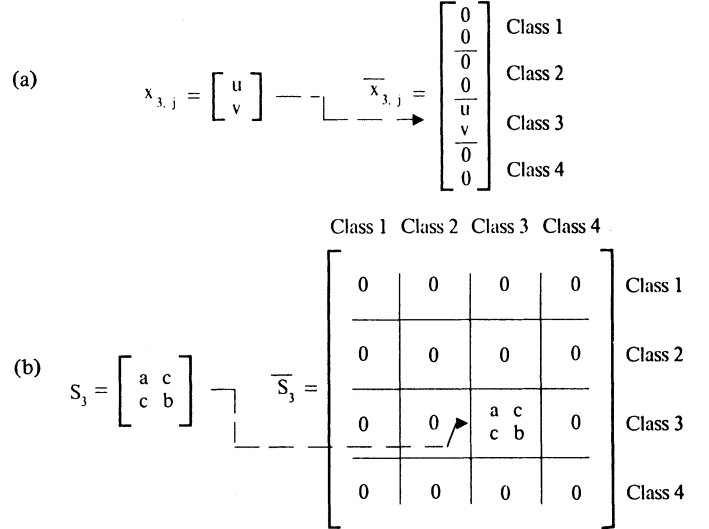 (a)
x 3, j = [ u v ]
x̄ 3, j = [ 0 0 0 0 u v 0 0 ]
Class 1
Class 2
Class 3
Class 4
Class 1 Class 2 Class 3 Class 4
(b)
S 3 = [ a c
c b ]
S̄ 3 =
0 0 0 0 Class 1
0 0 0 0 Class 2
0 0 a c 0 Class 3
c b
0 0 0 0 Class 4